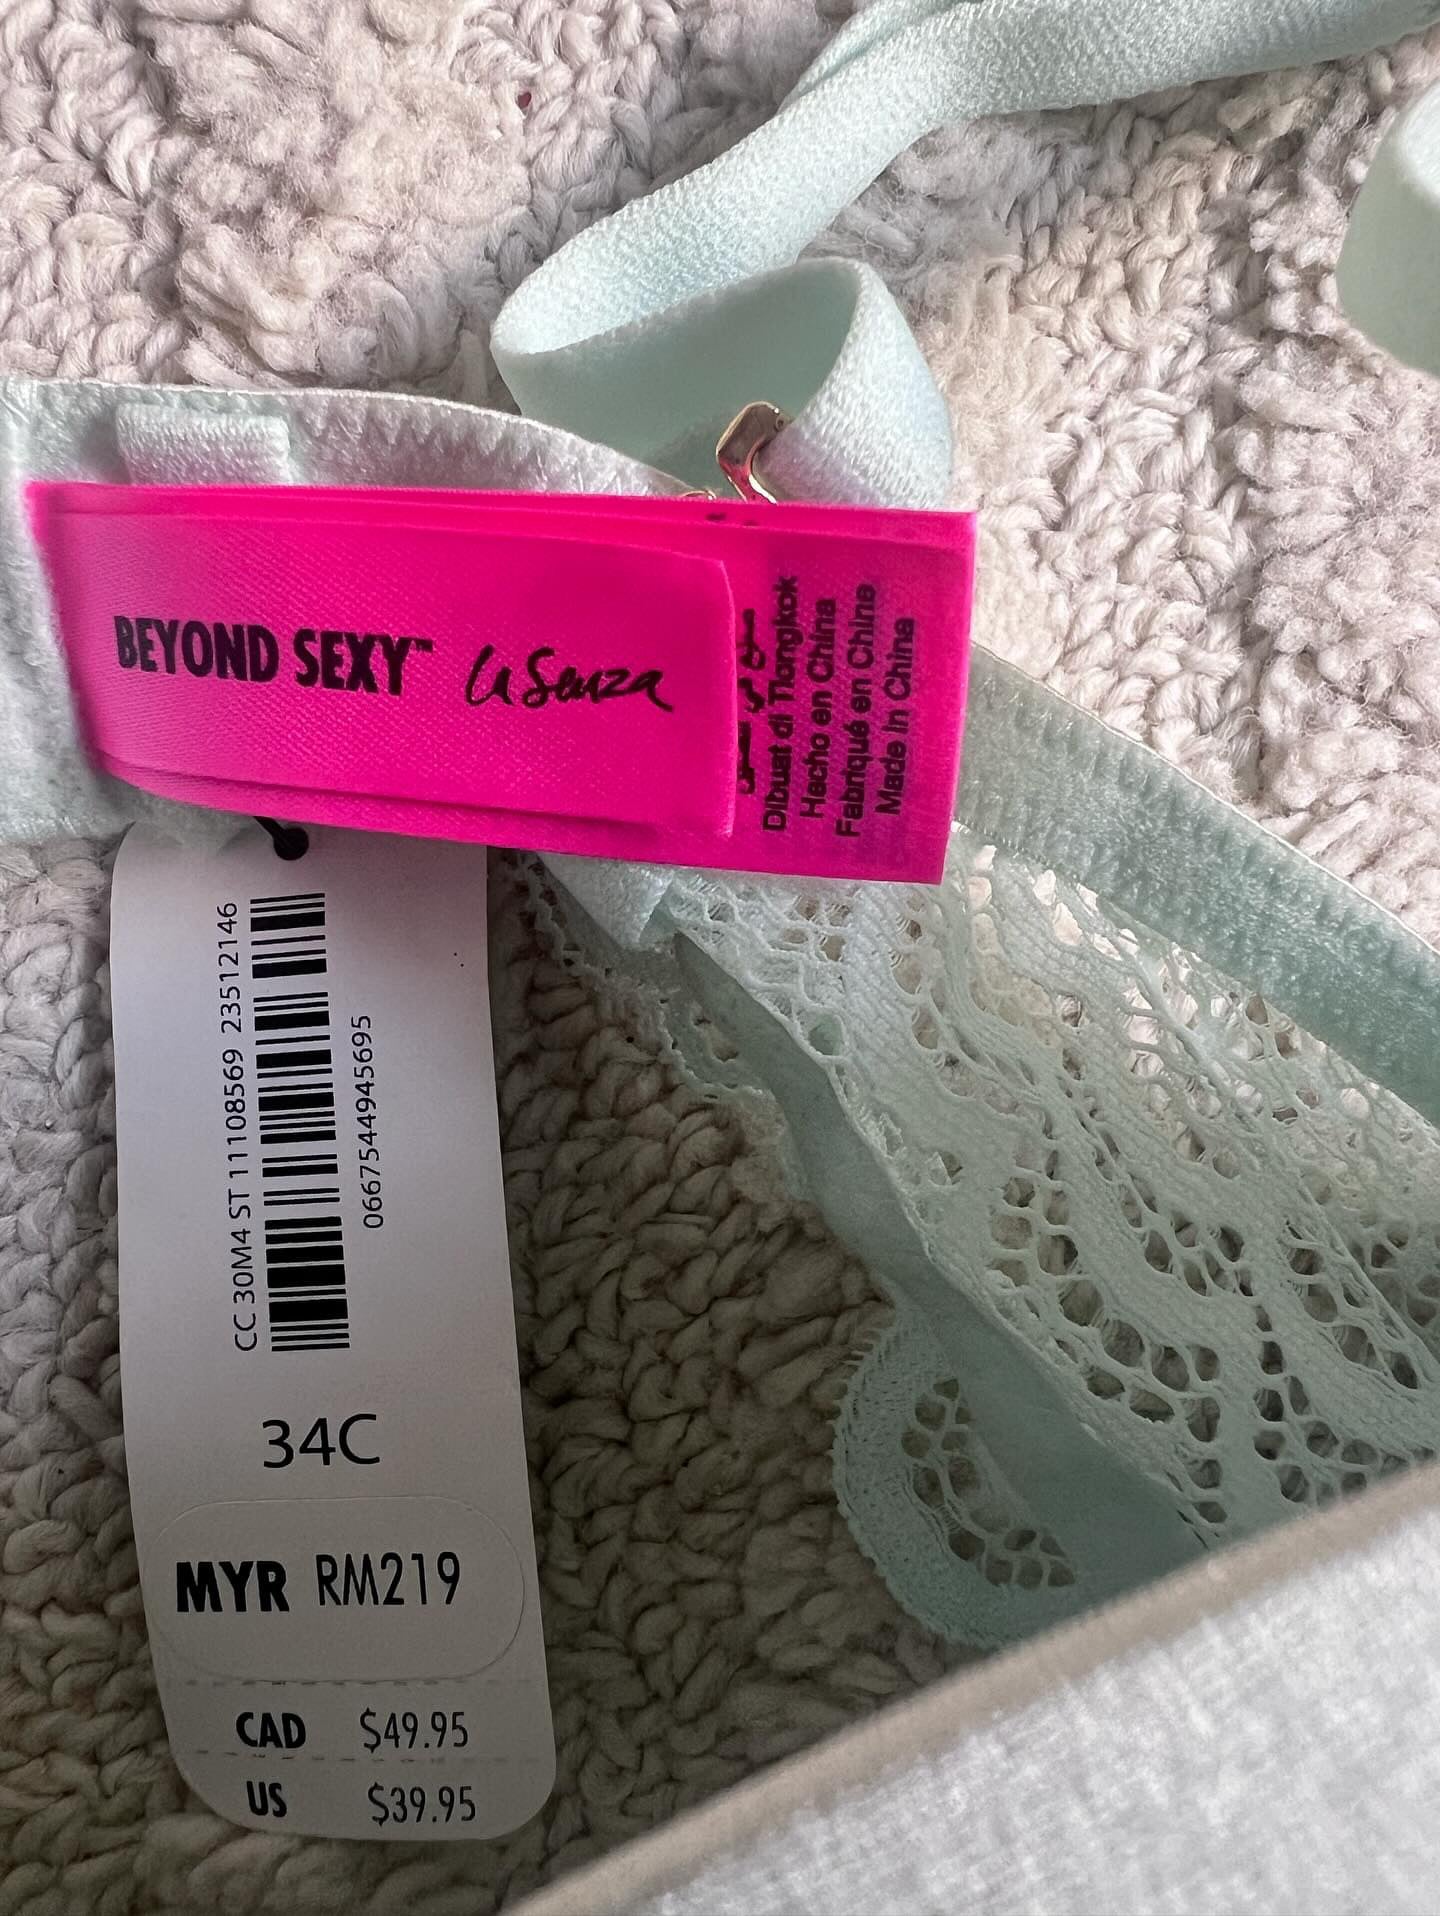 BEYOND SEXY™ la Senza
Dibuat di Tiongkok
Hecho en China
Fabriqué en Chine
Made in China
CC 30M4 ST 11108569 23512146
0667544945695
34C
MYR RM219
CAD $49.95
US $39.95